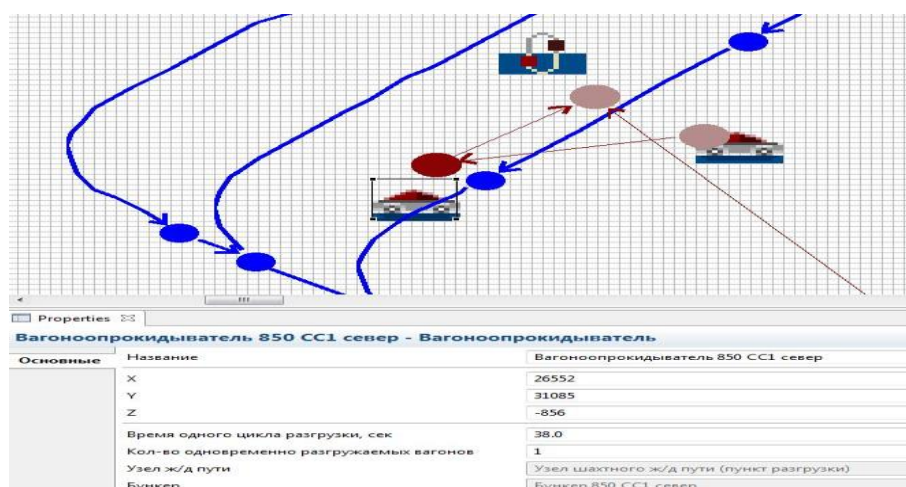 Properties
Вагоноопрокидыватель 850 СС1 север - Вагоноопрокидыватель
Основные
Название Вагоноопрокидыватель 850 СС1 север
X 26552
Y 31085
Z -856
Время одного цикла разгрузки, сек 38.0
Кол-во одновременно разгружаемых вагонов 1
Узел ж/д пути Узел шахтного ж/д пути (пункт разгрузки)
Бункер Бункер 850 СС1 север